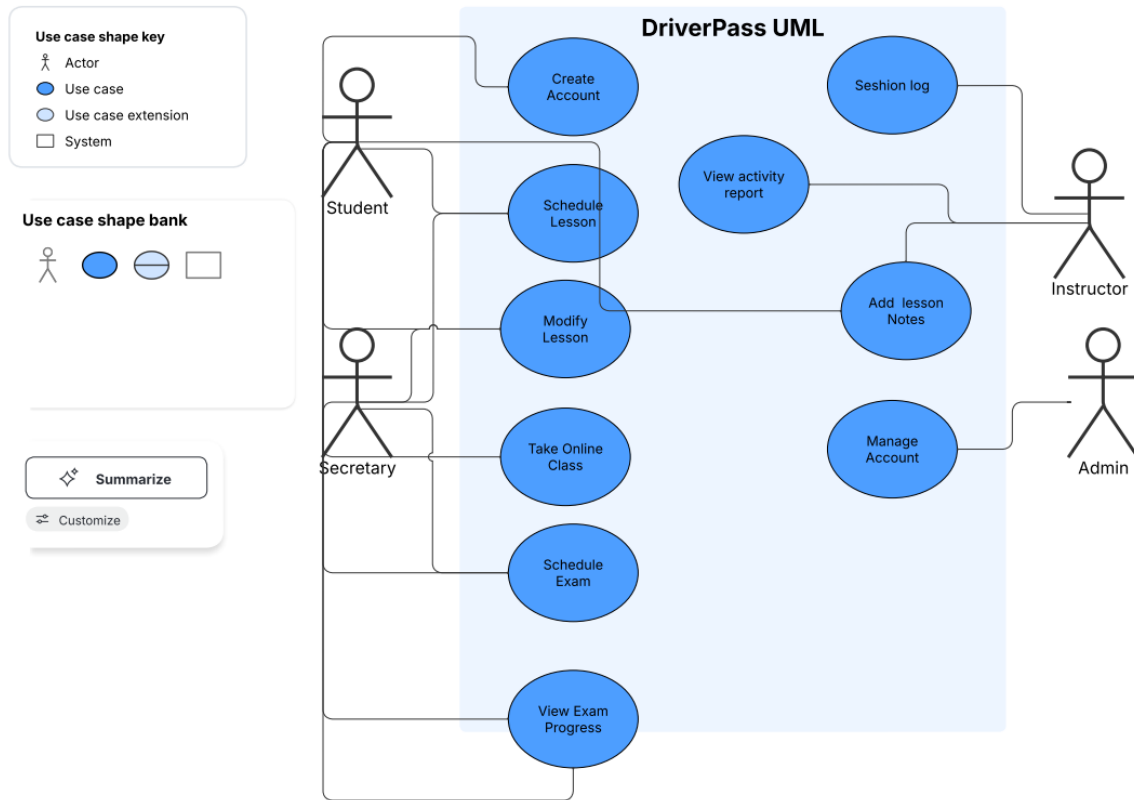 DriverPass UML
Use case shape key
Actor
Use case
Use case extension
System
Use case shape bank
Summarize
Customize
Student
Secretary
Create
Account
Schedule
Lesson
Modify
Lesson
Take Online
Class
Schedule
Exam
View Exam
Progress
Seshion log
View activity
report
Add  lesson
Notes
Manage
Account
Instructor
Admin